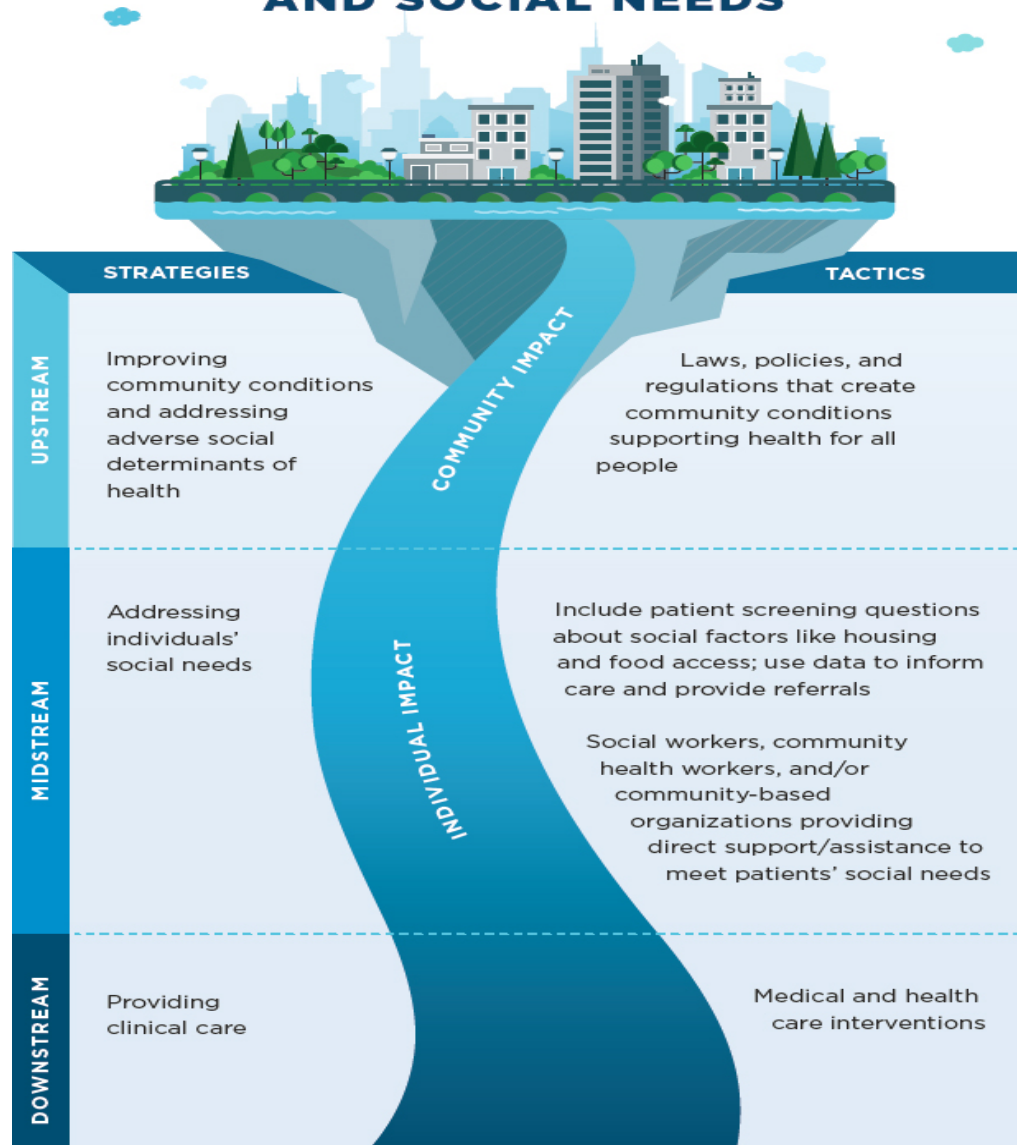 AND SOCIAL NEEDS
STRATEGIES
TACTICS
UPSTREAM
Improving
community conditions
and addressing
adverse social
determinants of
health
COMMUNITY IMPACT
Laws, policies, and
regulations that create
community conditions
supporting health for all
people
MIDSTREAM
Addressing
individuals’
social needs
INDIVIDUAL IMPACT
Include patient screening questions
about social factors like housing
and food access; use data to inform
care and provide referrals
Social workers, community
health workers, and/or
community-based
organizations providing
direct support/assistance to
meet patients’ social needs
DOWNSTREAM
Providing
clinical care
Medical and health
care interventions